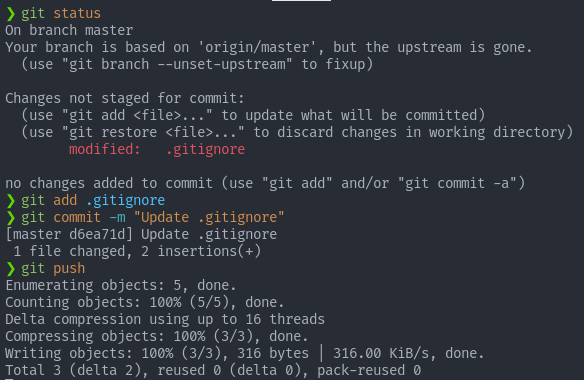 ❯ git status
On branch master
Your branch is based on 'origin/master', but the upstream is gone.
  (use "git branch --unset-upstream" to fixup)

Changes not staged for commit:
  (use "git add <file>..." to update what will be committed)
  (use "git restore <file>..." to discard changes in working directory)
        modified:   .gitignore

no changes added to commit (use "git add" and/or "git commit -a")
❯ git add .gitignore
❯ git commit -m "Update .gitignore"
[master d6ea71d] Update .gitignore
 1 file changed, 2 insertions(+)
❯ git push
Enumerating objects: 5, done.
Counting objects: 100% (5/5), done.
Delta compression using up to 16 threads
Compressing objects: 100% (3/3), done.
Writing objects: 100% (3/3), 316 bytes | 316.00 KiB/s, done.
Total 3 (delta 2), reused 0 (delta 0), pack-reused 0